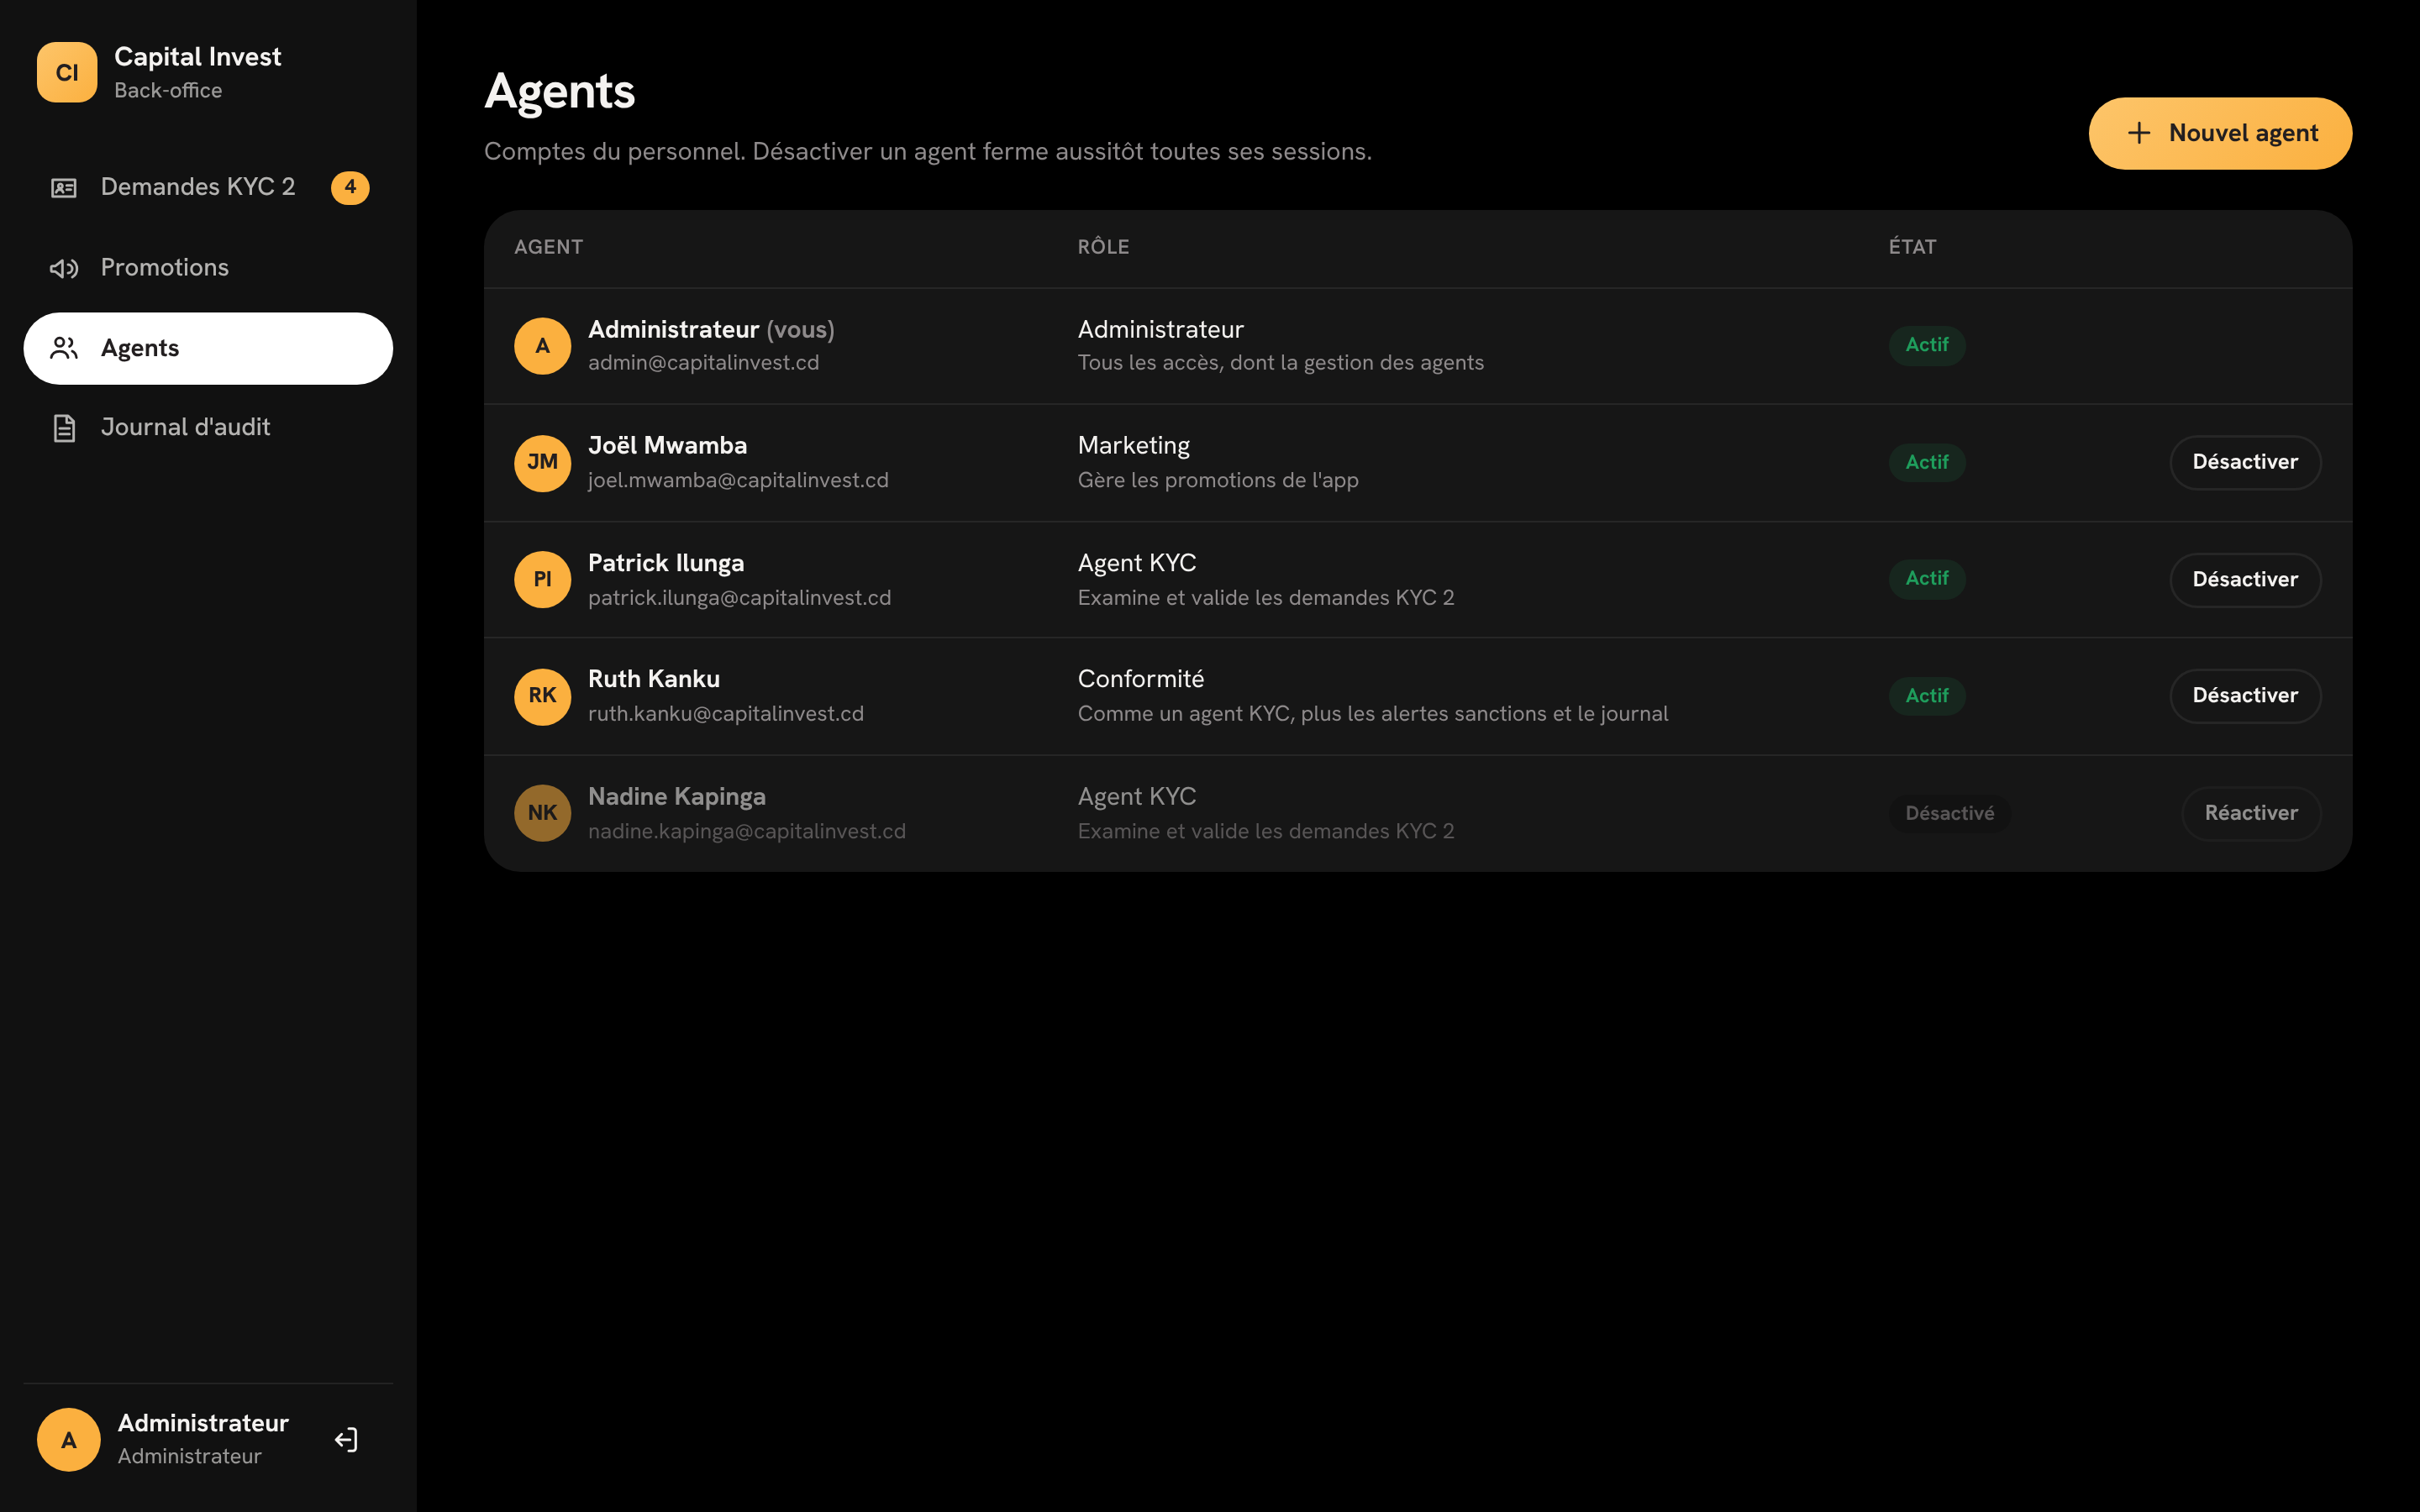 CI
Capital Invest
Back-office
Demandes KYC 2
4
Promotions
Agents
Journal d'audit
A
Administrateur
Administrateur
Agents
Comptes du personnel. Désactiver un agent ferme aussitôt toutes ses sessions.
Nouvel agent
AGENT RÔLE ÉTAT
A
Administrateur (vous)
admin@capitalinvest.cd
Administrateur
Tous les accès, dont la gestion des agents
Actif
JM
Joël Mwamba
joel.mwamba@capitalinvest.cd
Marketing
Gère les promotions de l'app
Actif
Désactiver
PI
Patrick Ilunga
patrick.ilunga@capitalinvest.cd
Agent KYC
Examine et valide les demandes KYC 2
Actif
Désactiver
RK
Ruth Kanku
ruth.kanku@capitalinvest.cd
Conformité
Comme un agent KYC, plus les alertes sanctions et le journal
Actif
Désactiver
NK
Nadine Kapinga
nadine.kapinga@capitalinvest.cd
Agent KYC
Examine et valide les demandes KYC 2
Désactivé
Réactiver